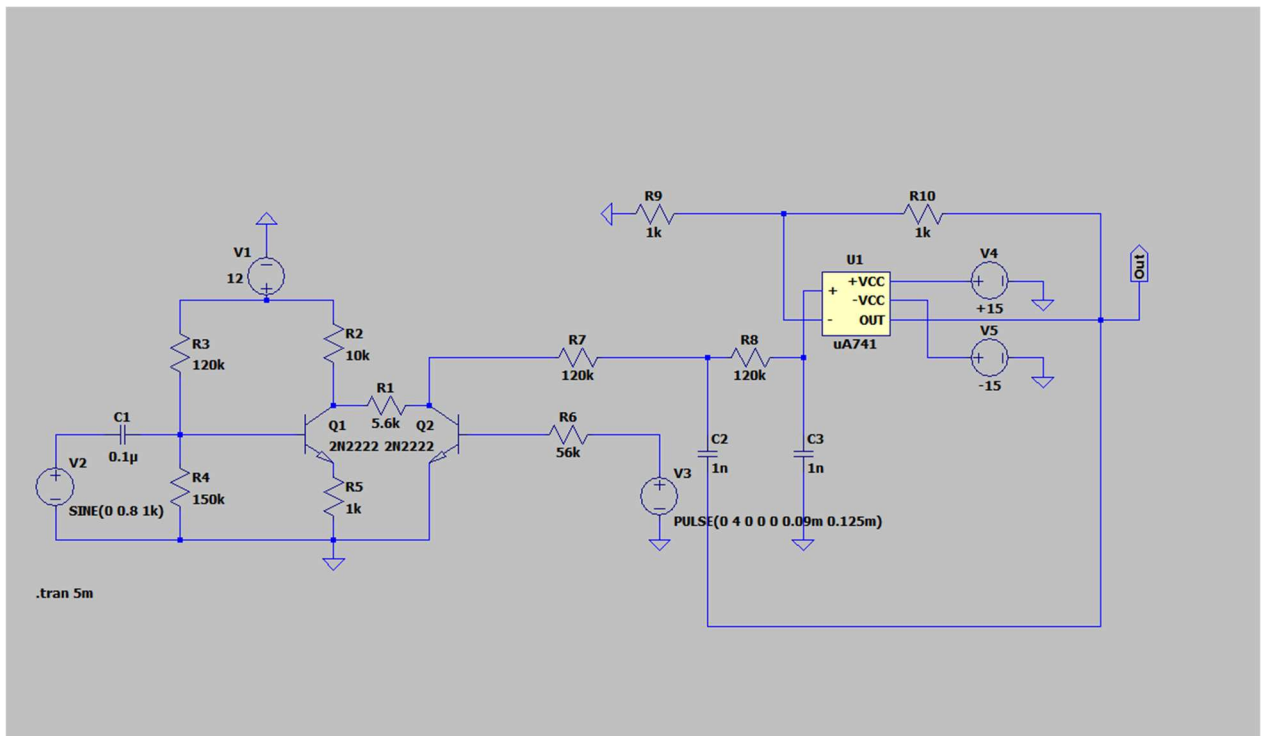 R9
1k
R10
1k
V1
12
U1
+VCC
-VCC
OUT
+
-
uA741
V4
+
+15
V5
+
-15
Out
R3
120k
R2
10k
R7
120k
R8
120k
R1
5.6k
C1
0.1µ
Q1
2N2222
Q2
2N2222
R6
56k
C2
1n
C3
1n
V2
SINE(0 0.8 1k)
R4
150k
R5
1k
V3
PULSE(0 4 0 0 0 0.09m 0.125m)
.tran 5m